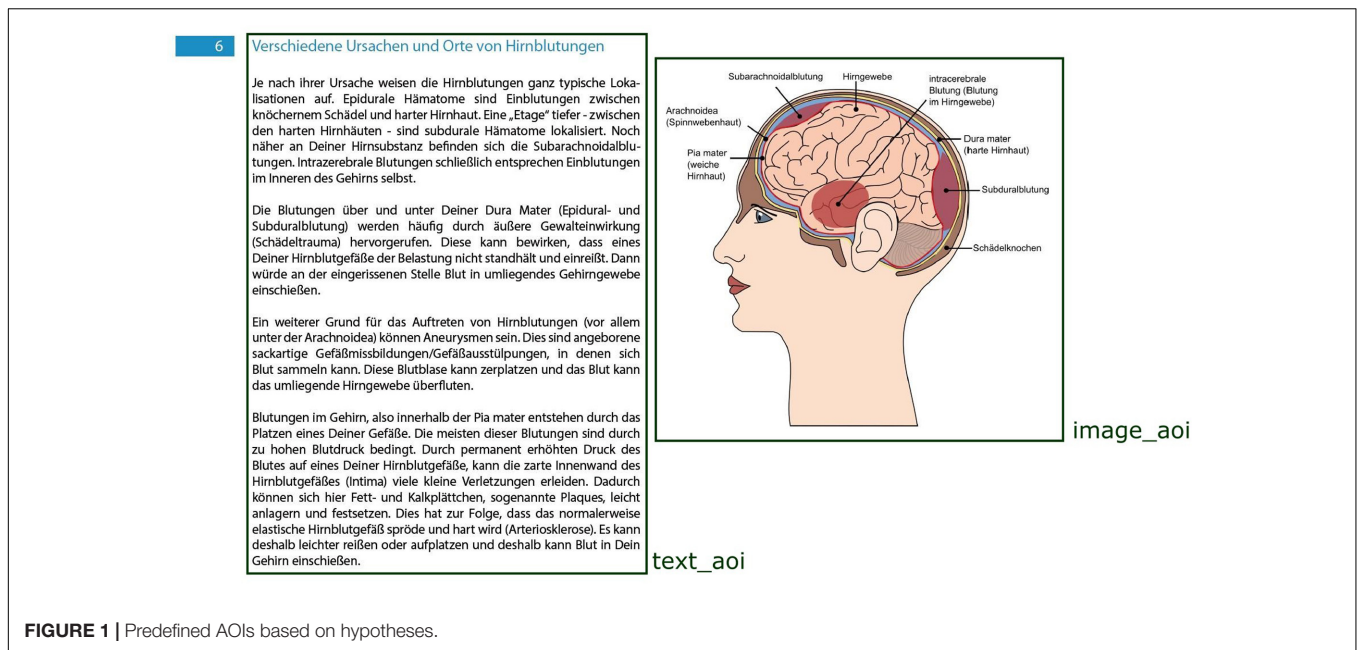 6 Verschiedene Ursachen und Orte von Hirnblutungen
Je nach ihrer Ursache weisen die Hirnblutungen ganz typische Loka-
lisationen auf. Epidurale Hämatome sind Einblutungen zwischen
knöchernem Schädel und harter Hirnhaut. Eine „Etage" tiefer - zwischen
den harten Hirnhäuten - sind subdurale Hämatome lokalisiert. Noch
näher an Deiner Hirnsubstanz befinden sich die Subarachnoidalblu-
tungen. Intrazerebrale Blutungen schließlich entsprechen Einblutungen
im Inneren des Gehirns selbst.
Die Blutungen über und unter Deiner Dura Mater (Epidural- und
Subduralblutung) werden häufig durch äußere Gewalteinwirkung
(Schädeltrauma) hervorgerufen. Diese kann bewirken, dass eines
Deiner Hirnblutgefäße der Belastung nicht standhält und einreißt. Dann
würde an der eingerissenen Stelle Blut in umliegendes Gehirngewebe
einschießen.
Ein weiterer Grund für das Auftreten von Hirnblutungen (vor allem
unter der Arachnoidea) können Aneurysmen sein. Dies sind angeborene
sackartige Gefäßmissbildungen/Gefäßausstülpungen, in denen sich
Blut sammeln kann. Diese Blutblase kann zerplatzen und das Blut kann
das umliegende Hirngewebe überfluten.
Blutungen im Gehirn, also innerhalb der Pia mater entstehen durch das
Platzen eines Deiner Gefäße. Die meisten dieser Blutungen sind durch
zu hohen Blutdruck bedingt. Durch permanent erhöhten Druck des
Blutes auf eines Deiner Hirnblutgefäße, kann die zarte Innenwand des
Hirnblutgefäßes (Intima) viele kleine Verletzungen erleiden. Dadurch
können sich hier Fett- und Kalkplättchen, sogenannte Plaques, leicht
anlagern und festsetzen. Dies hat zur Folge, dass das normalerweise
elastische Hirnblutgefäß spröde und hart wird (Arteriosklerose). Es kann
deshalb leichter reißen oder aufplatzen und deshalb kann Blut in Dein
Gehirn einschießen.
text_aoi
Subarachnoidalblutung
Hirngewebe
intracerebrale
Blutung (Blutung
im Hirngewebe)
Arachnoidea
(Spinnwebenhaut)
Dura mater
(harte Hirnhaut)
Pia mater
(weiche
Hirnhaut)
Subduralblutung
Schädelknochen
image_aoi
FIGURE 1 | Predefined AOIs based on hypotheses.